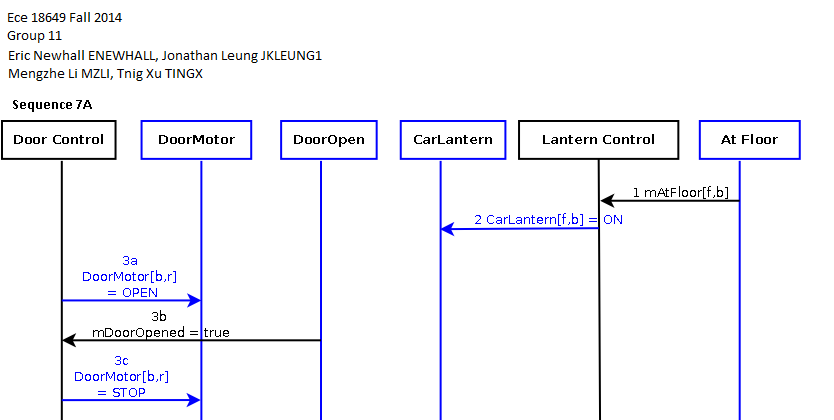 Ece 18649 Fall 2014
Group 11
Eric Newhall ENEWHALL, Jonathan Leung JKLEUNG1
Mengzhe Li MZLI, Tnig Xu TINGX
Sequence 7A
Door Control DoorMotor DoorOpen CarLantern Lantern Control At Floor
1 mAtFloor[f,b]
2 CarLantern[f,b] = ON
3a
DoorMotor[b,r]
= OPEN
3b
mDoorOpened = true
3c
DoorMotor[b,r]
= STOP